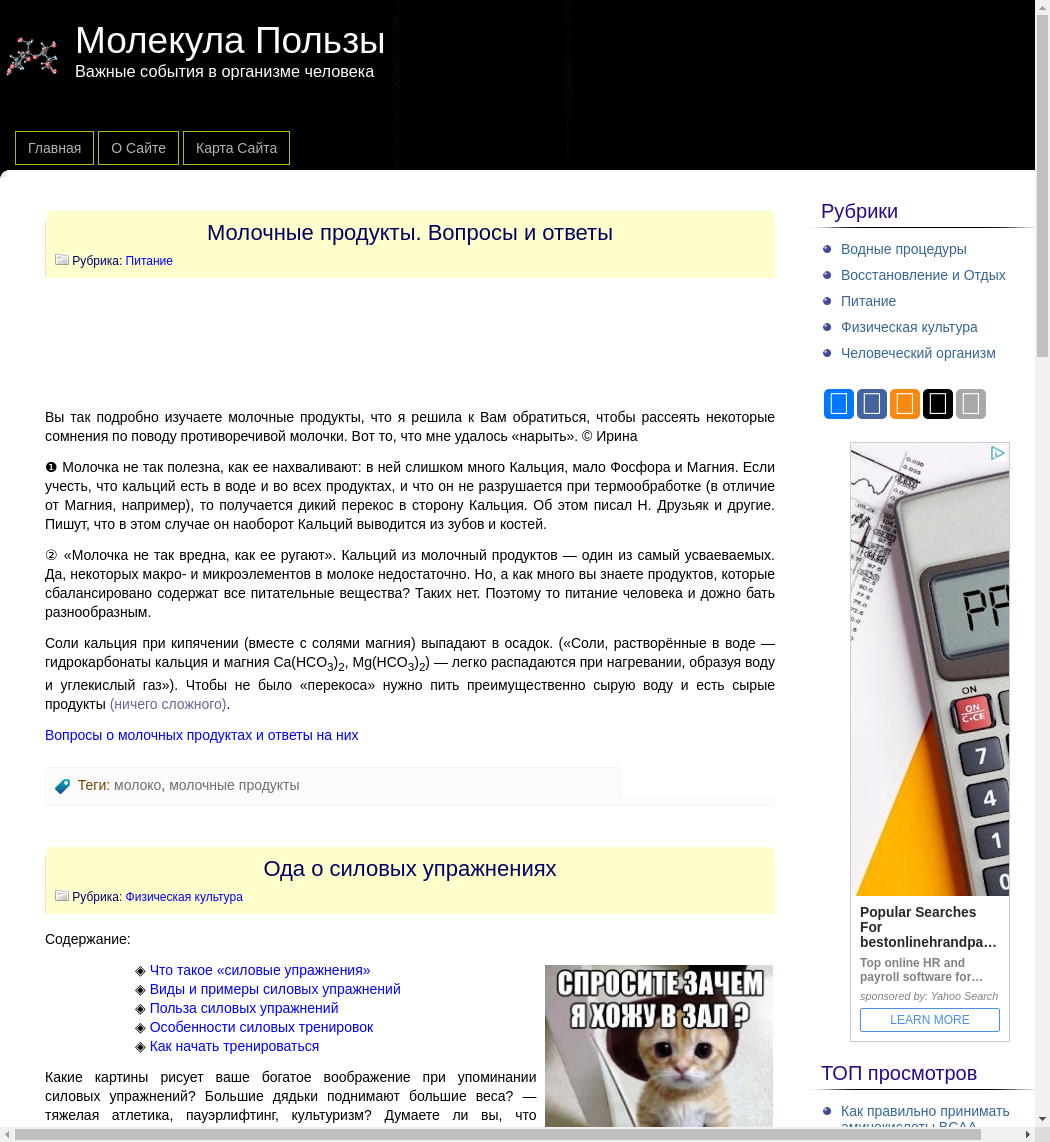 Молекула Пользы
Важные события в организме человека
Главная
О Сайте
Карта Сайта
Молочные продукты. Вопросы и ответы
Рубрика: Питание
Вы так подробно изучаете молочные продукты, что я решила к Вам обратиться, чтобы рассеять некоторые
сомнения по поводу противоречивой молочки. Вот то, что мне удалось «нарыть». © Ирина
❶ Молочка не так полезна, как ее нахваливают: в ней слишком много Кальция, мало Фосфора и Магния. Если
учесть, что кальций есть в воде и во всех продуктах, и что он не разрушается при термообработке (в отличие
от Магния, например), то получается дикий перекос в сторону Кальция. Об этом писал Н. Друзьяк и другие.
Пишут, что в этом случае он наоборот Кальций выводится из зубов и костей.
② «Молочка не так вредна, как ее ругают». Кальций из молочный продуктов — один из самый усваеваемых.
Да, некоторых макро- и микроэлементов в молоке недостаточно. Но, а как много вы знаете продуктов, которые
сбалансировано содержат все питательные вещества? Таких нет. Поэтому то питание человека и дожно бать
разнообразным.
Соли кальция при кипячении (вместе с солями магния) выпадают в осадок. («Соли, растворённые в воде —
гидрокарбонаты кальция и магния Ca(HCO3)2, Mg(HCO3)2) — легко распадаются при нагревании, образуя воду
и углекислый газ»). Чтобы не было «перекоса» нужно пить преимущественно сырую воду и есть сырые
продукты (ничего сложного).
Вопросы о молочных продуктах и ответы на них
Теги: молоко, молочные продукты
Ода о силовых упражнениях
Рубрика: Физическая культура
Содержание:
◈ Что такое «силовые упражнения»
◈ Виды и примеры силовых упражнений
◈ Польза силовых упражнений
◈ Особенности силовых тренировок
◈ Как начать тренироваться
СПРОСИТЕ ЗАЧЕМ
Я ХОЖУ В ЗАЛ ?
Какие картины рисует ваше богатое воображение при упоминании
силовых упражнений? Большие дядьки поднимают большие веса? —
тяжелая атлетика, пауэрлифтинг, культуризм? Думаете ли вы, что
Рубрики
Водные процедуры
Восстановление и Отдых
Питание
Физическая культура
Человеческий организм
ON
ON
C•CE
7
4
1
0
Popular Searches
For
bestonlinehrandpa…
Top online HR and
payroll software for…
sponsored by: Yahoo Search
LEARN MORE
ТОП просмотров
Как правильно принимать
аминокислоты BCAA